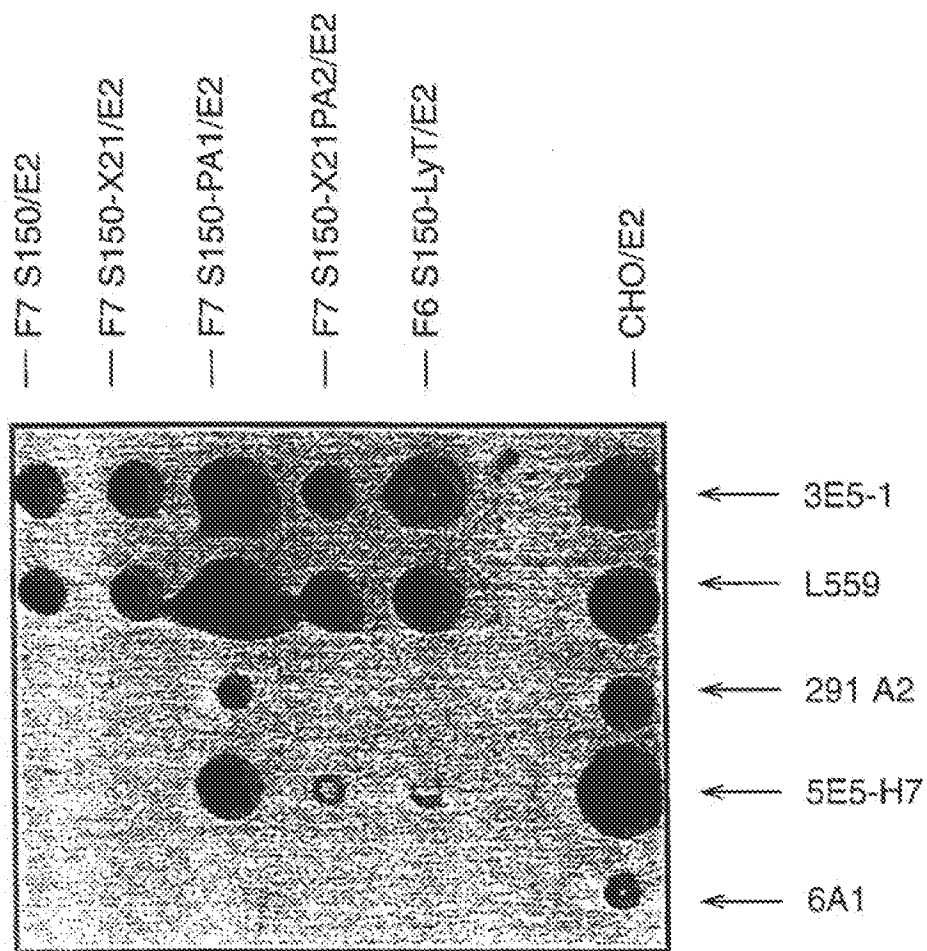 F7 S150/E2
F7 S150-X21/E2
F7 S150-PA1/E2
F7 S150-X21PA2/E2
F6 S150-LyT/E2
CHO/E2
3E5-1
L559
291 A2
5E5-H7
6A1